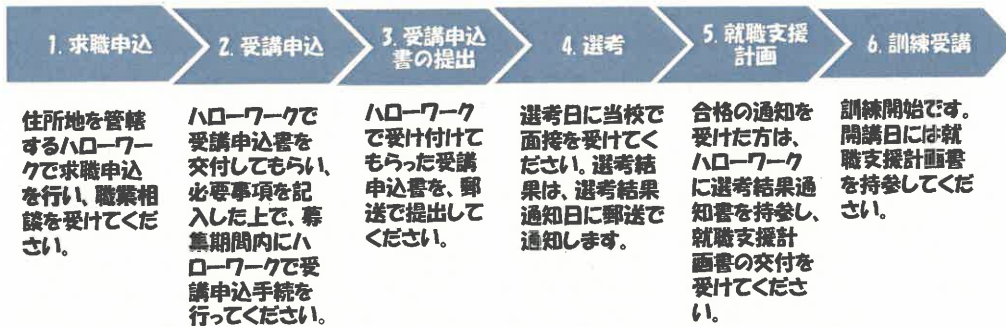 1. 求職申込
2. 受講申込
3. 受講申込
書の提出
4. 選考
5. 就職支援
計画
6. 訓練受講
住所地を管轄
するハローワー
クで求職申込
を行い、職業相
談を受けてくだ
さい。
ハローワークで
受講申込書を
交付してもらい、
必要事項を記
入した上で、募
集期間内にハ
ローワークで受
講申込手続を
行ってください。
ハローワーク
で受け付けて
もらった受講
申込書を、郵
送で提出して
ください。
選考日に当校で
面接を受けてく
ださい。選考結
果は、選考結果
通知日に郵送で
通知します。
合格の通知を
受けた方は、
ハローワーク
に選考結果通
知書を持参し、
就職支援計
画書の交付を
受けてくださ
い。
訓練開始です。
開講日には就
職支援計画書
を持参してくだ
さい。